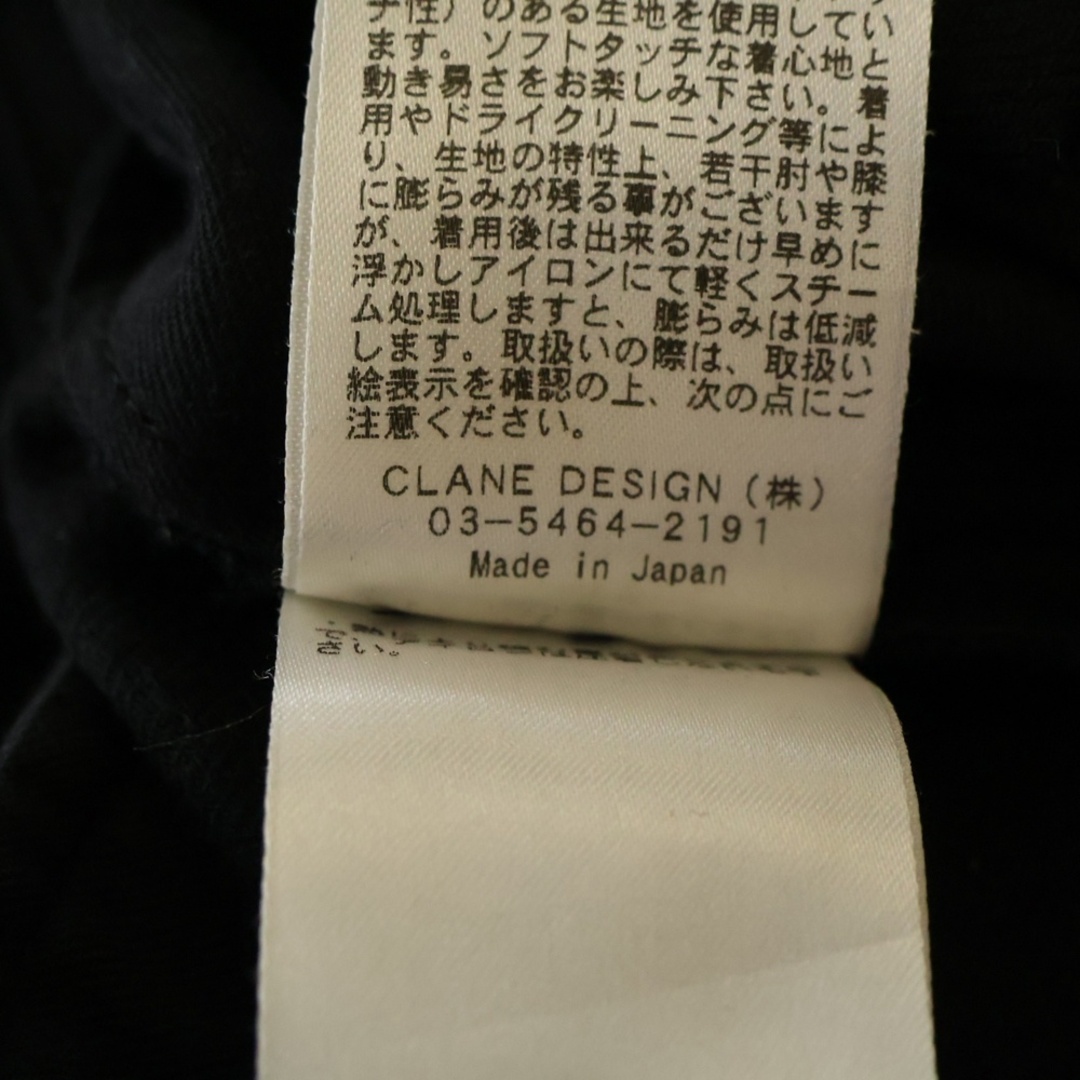 チ性）のある生地を使用して
ます。ソフトタッチな着心地と
動き易さをお楽しみ下さい。着
用やドライクリーニング等によ
り、生地の特性上、若干肘や膝
に膨らみが残る事がございます
が、着用後は出来るだけ早めに
浮かしアイロンにて軽くスチー
ム処理しますと、膨らみは低減
します。取扱いの際は、取扱い
絵表示を確認の上、次の点にご
注意ください。
CLANE DESIGN（株）
03-5464-2191
Made in Japan
さい。